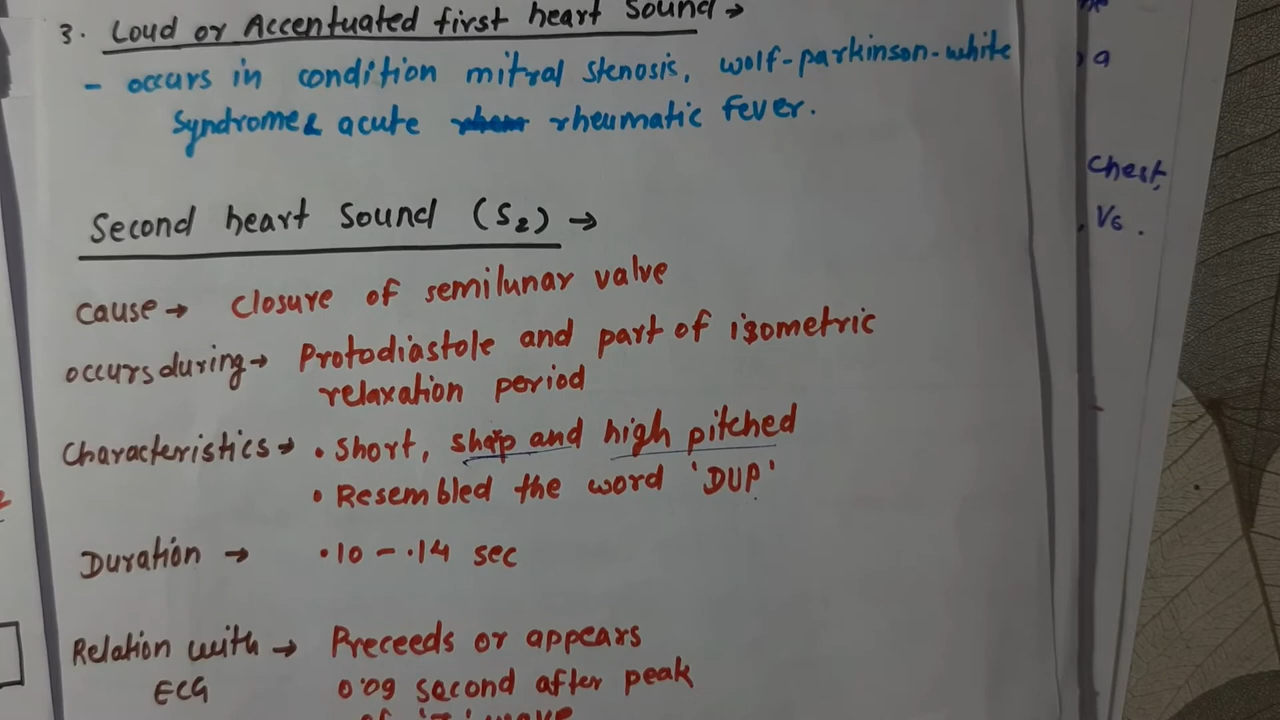 3. Loud or Accentuated first heart sound →
- occurs in condition mitral stenosis, wolf-parkinson-white
syndrome & acute rheumatic fever.
Second heart sound (S₂) →
cause → closure of semilunar valve
occurs during → Protodiastole and part of isometric
relaxation period
Characteristics → • short, sharp and high pitched
• Resembled the word 'DUP'
Duration → .10 - .14 sec
Relation with → Preceeds or appears
ECG 0.09 second after peak
a
chest,
, V6 .